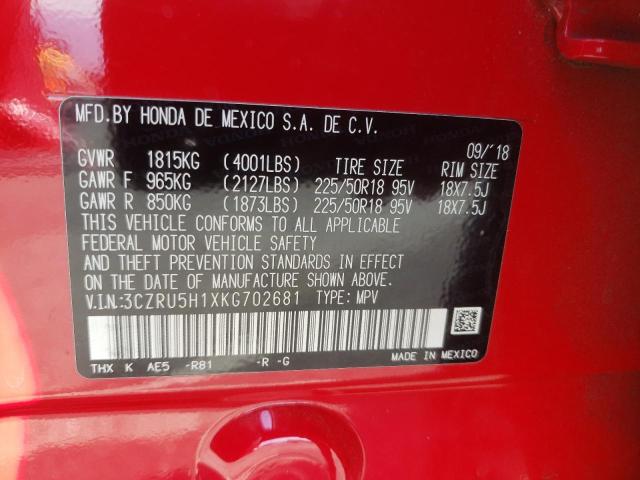 MFD.BY HONDA DE MEXICO S.A. DE C.V.
09/'18
GVWR 1815KG (4001LBS) TIRE SIZE RIM SIZE
GAWR F 965KG (2127LBS) 225/50R18 95V 18X7.5J
GAWR R 850KG (1873LBS) 225/50R18 95V 18X7.5J
THIS VEHICLE CONFORMS TO ALL APPLICABLE
FEDERAL MOTOR VEHICLE SAFETY
AND THEFT PREVENTION STANDARDS IN EFFECT
ON THE DATE OF MANUFACTURE SHOWN ABOVE.
V.I.N.:3CZRU5H1XKG702681 TYPE: MPV
THX K AE5 -R81 -R -G MADE IN MEXICO